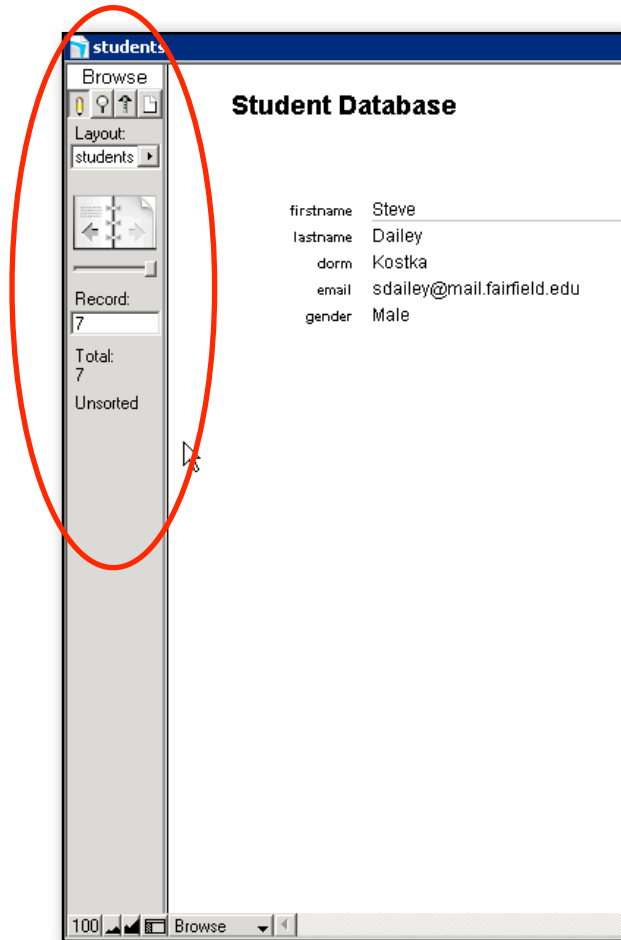 students
Browse
Layout:
students
Record:
7
Total:
7
Unsorted
Student Database
firstname Steve
lastname Dailey
dorm Kostka
email sdailey@mail.fairfield.edu
gender Male
100 Browse